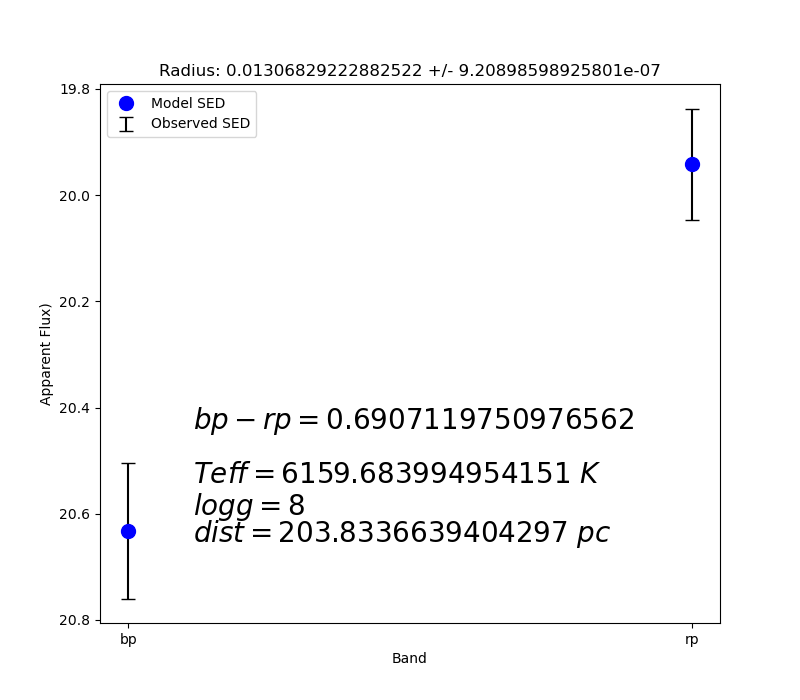 Radius: 0.01306829222882522 +/- 9.20898598925801e-07
19.8
Model SED
Observed SED
20.0
20.2
Apparent Flux)
20.4
bp − rp = 0.6907119750976562
Teff = 6159.683994954151 K
logg = 8
20.6
dist = 203.8336639404297 pc
20.8
bp
rp
Band